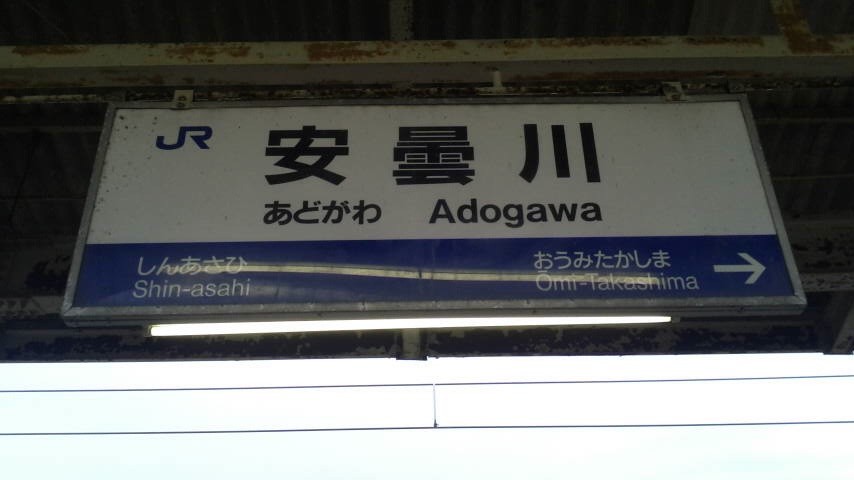 JR
安曇川
あどがわ Adogawa
しんあさひ おうみたかしま →
Shin-asahi Ōmi-Takashima